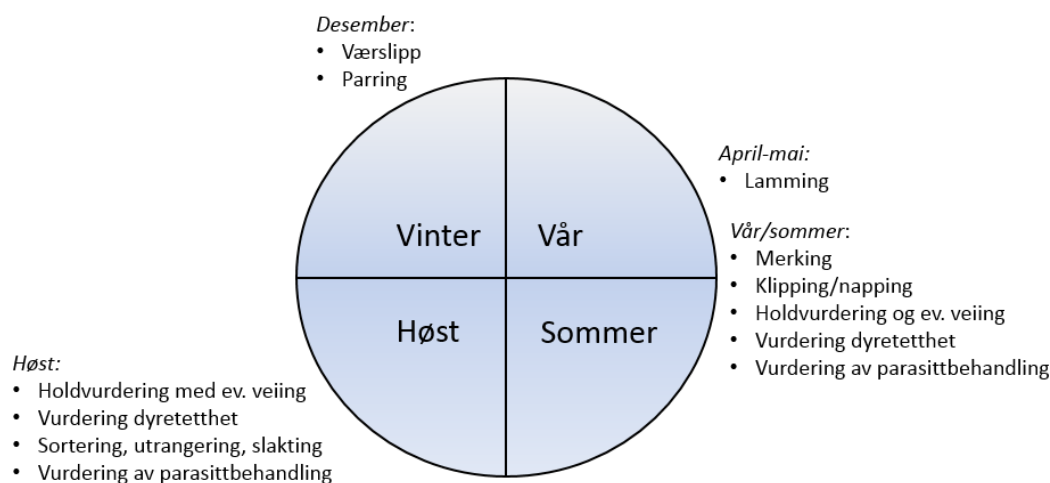 Desember:
• Værslipp
• Parring
April-mai:
• Lamming
Vinter
Vår
Vår/sommer:
• Merking
• Klipping/napping
• Holdvurdering og ev. veiing
• Vurdering dyretetthet
• Vurdering av parasittbehandling
Høst
Sommer
Høst:
• Holdvurdering med ev. veiing
• Vurdering dyretetthet
• Sortering, utrangering, slakting
• Vurdering av parasittbehandling